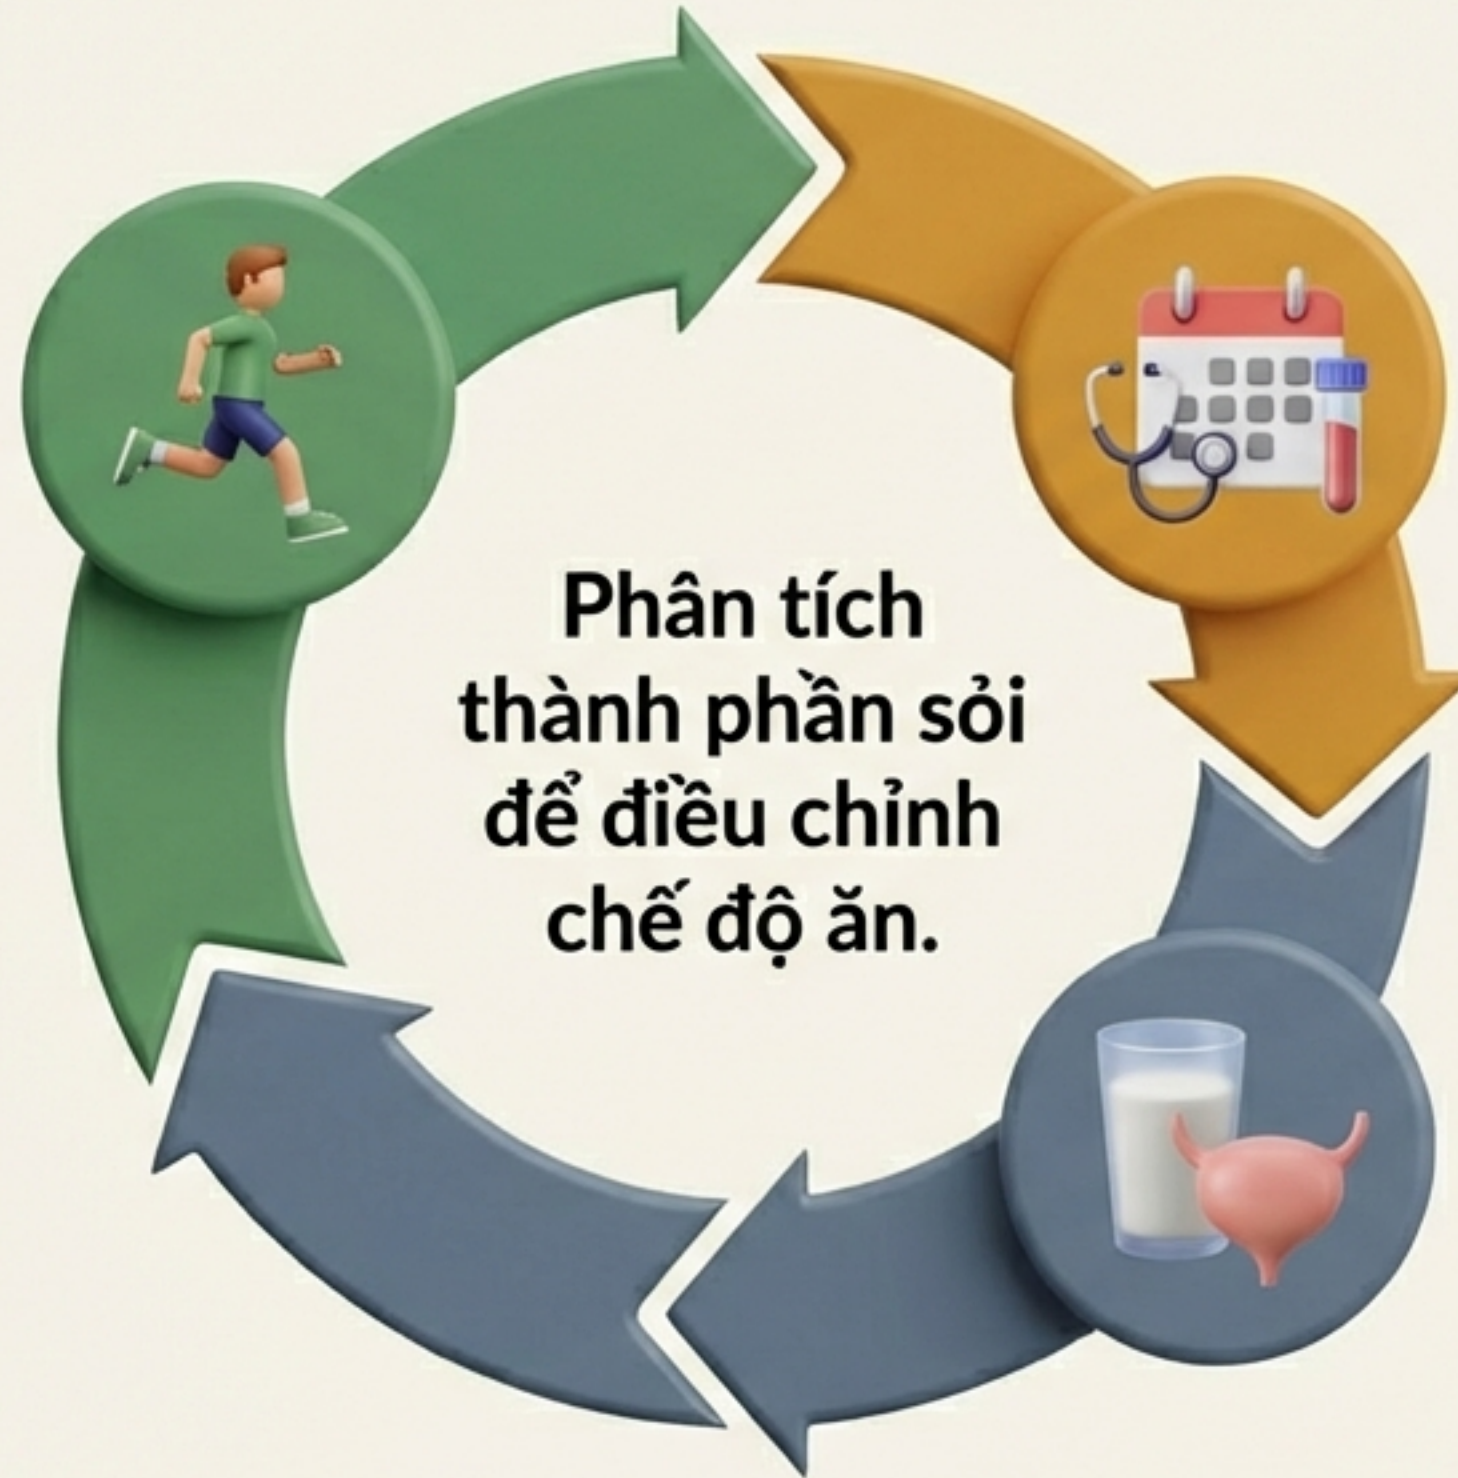 Phân tích
thành phần sỏi
để điều chỉnh
chế độ ăn.